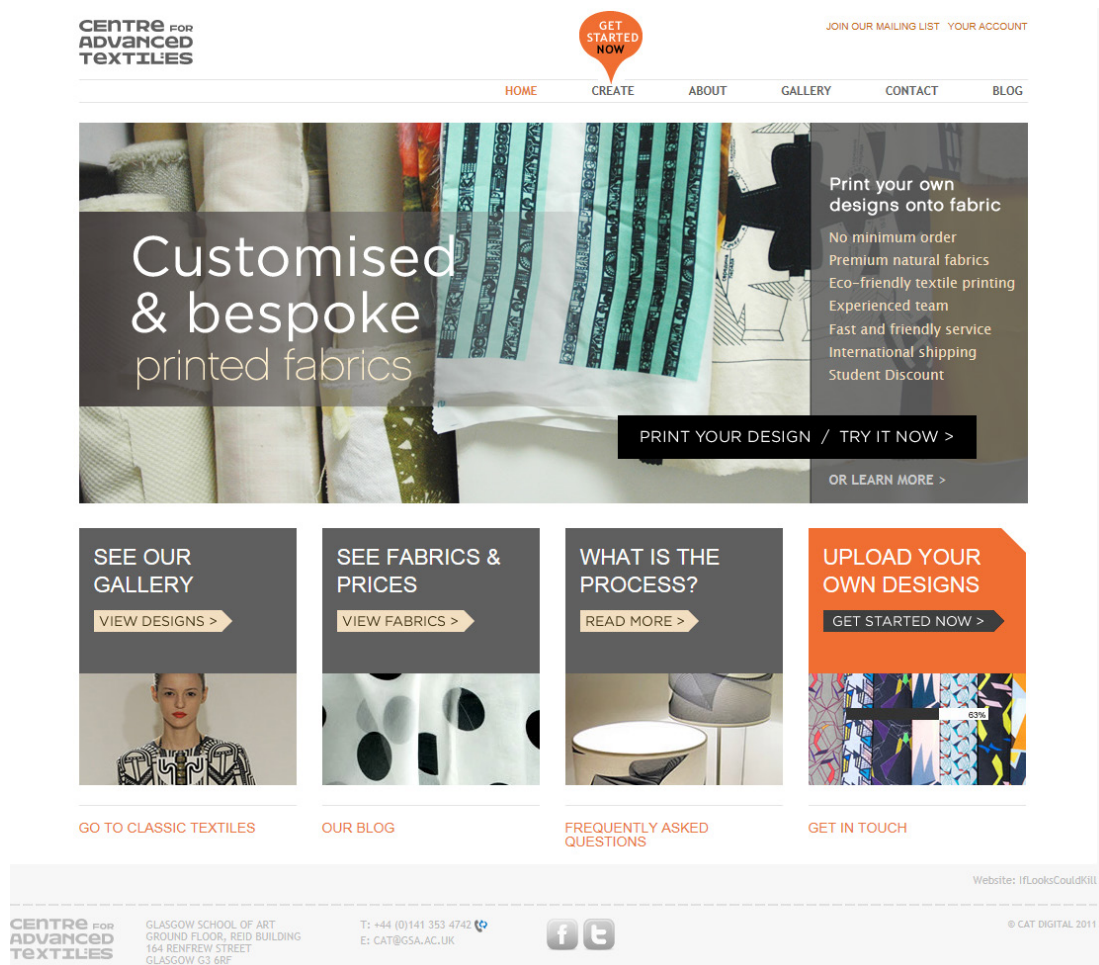 CENTRE FOR
ADVANCED
TEXTILES
GET
STARTED
NOW
JOIN OUR MAILING LIST YOUR ACCOUNT
HOME CREATE ABOUT GALLERY CONTACT BLOG
Customised
& bespoke
printed fabrics
Print your own
designs onto fabric
No minimum order
Premium natural fabrics
Eco-friendly textile printing
Experienced team
Fast and friendly service
International shipping
Student Discount
PRINT YOUR DESIGN / TRY IT NOW >
OR LEARN MORE >
SEE OUR
GALLERY
VIEW DESIGNS >
SEE FABRICS &
PRICES
VIEW FABRICS >
WHAT IS THE
PROCESS?
READ MORE >
UPLOAD YOUR
OWN DESIGNS
GET STARTED NOW >
63%
GO TO CLASSIC TEXTILES
OUR BLOG
FREQUENTLY ASKED
QUESTIONS
GET IN TOUCH
Website: IfLooksCouldKill
CENTRE FOR
ADVANCED
TEXTILES
GLASGOW SCHOOL OF ART
GROUND FLOOR, REID BUILDING
164 RENFREW STREET
GLASGOW G3 6RF
T: +44 (0)141 353 4742
E: CAT@GSA.AC.UK
f t
© CAT DIGITAL 2011